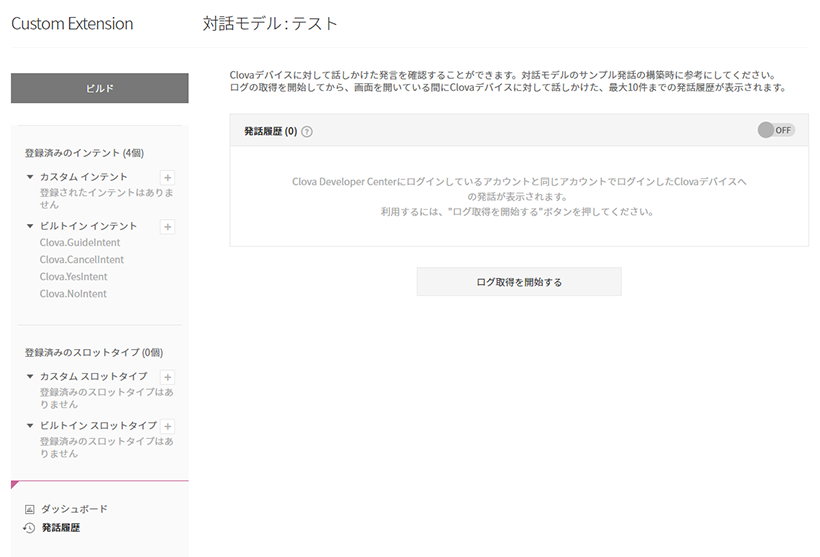 Custom Extension
対話モデル : テスト
ビルド
登録済みのインテント (4個)
カスタム インテント
登録されたインテントはありま
せん
ビルトイン インテント
Clova.GuideIntent
Clova.CancelIntent
Clova.YesIntent
Clova.NoIntent
登録済みのスロットタイプ (0個)
カスタム スロットタイプ
登録済みのスロットタイプはあ
りません
ビルトイン スロットタイプ
登録済みのスロットタイプはあ
りません
ダッシュボード
発話履歴
Clovaデバイスに対して話しかけた発言を確認することができます。対話モデルのサンプル発話の構築時に参考にしてください。
ログの取得を開始してから、画面を開いている間にClovaデバイスに対して話しかけた、最大10件までの発話履歴が表示されます。
発話履歴 (0) ?
OFF
Clova Developer Centerにログインしているアカウントと同じアカウントでログインしたClovaデバイスへ
の発話が表示されます。
利用するには、"ログ取得を開始する"ボタンを押してください。
ログ取得を開始する